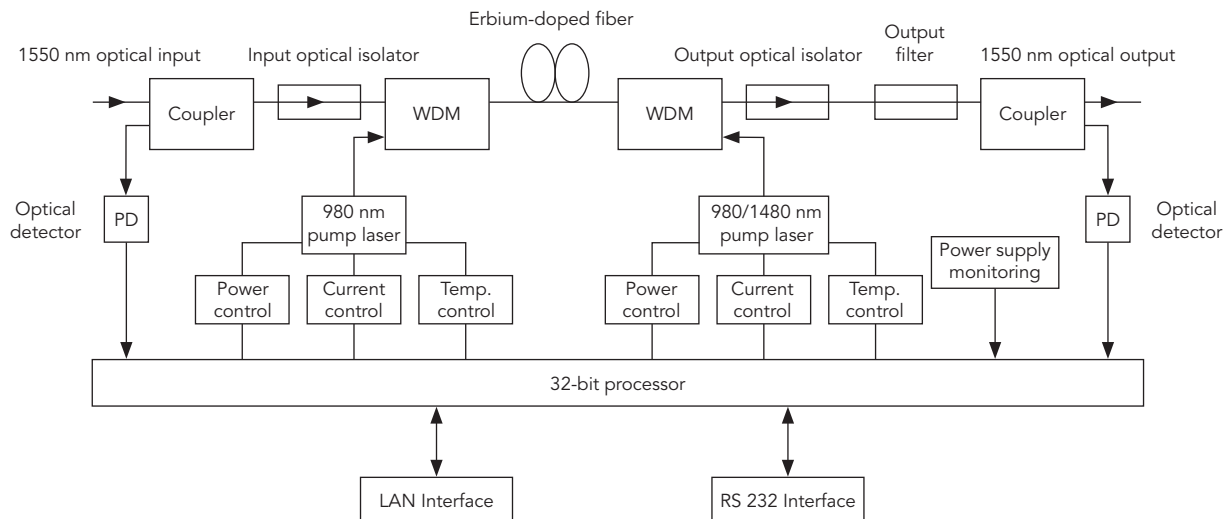 Erbium-doped fiber
1550 nm optical input
Input optical isolator
Output optical isolator
Output
filter
1550 nm optical output
Coupler
WDM
WDM
Coupler
Optical
detector
PD
980 nm
pump laser
980/1480 nm
pump laser
PD
Optical
detector
Power supply
monitoring
Power
control
Current
control
Temp.
control
Power
control
Current
control
Temp.
control
32-bit processor
LAN Interface
RS 232 Interface